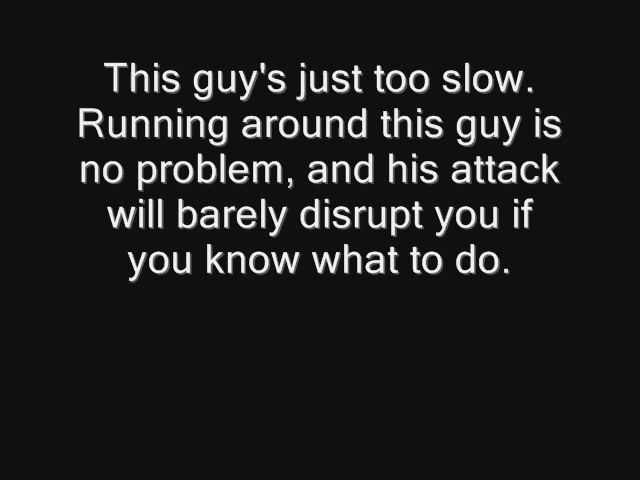 This guy's just too slow.
Running around this guy is
no problem, and his attack
will barely disrupt you if
you know what to do.